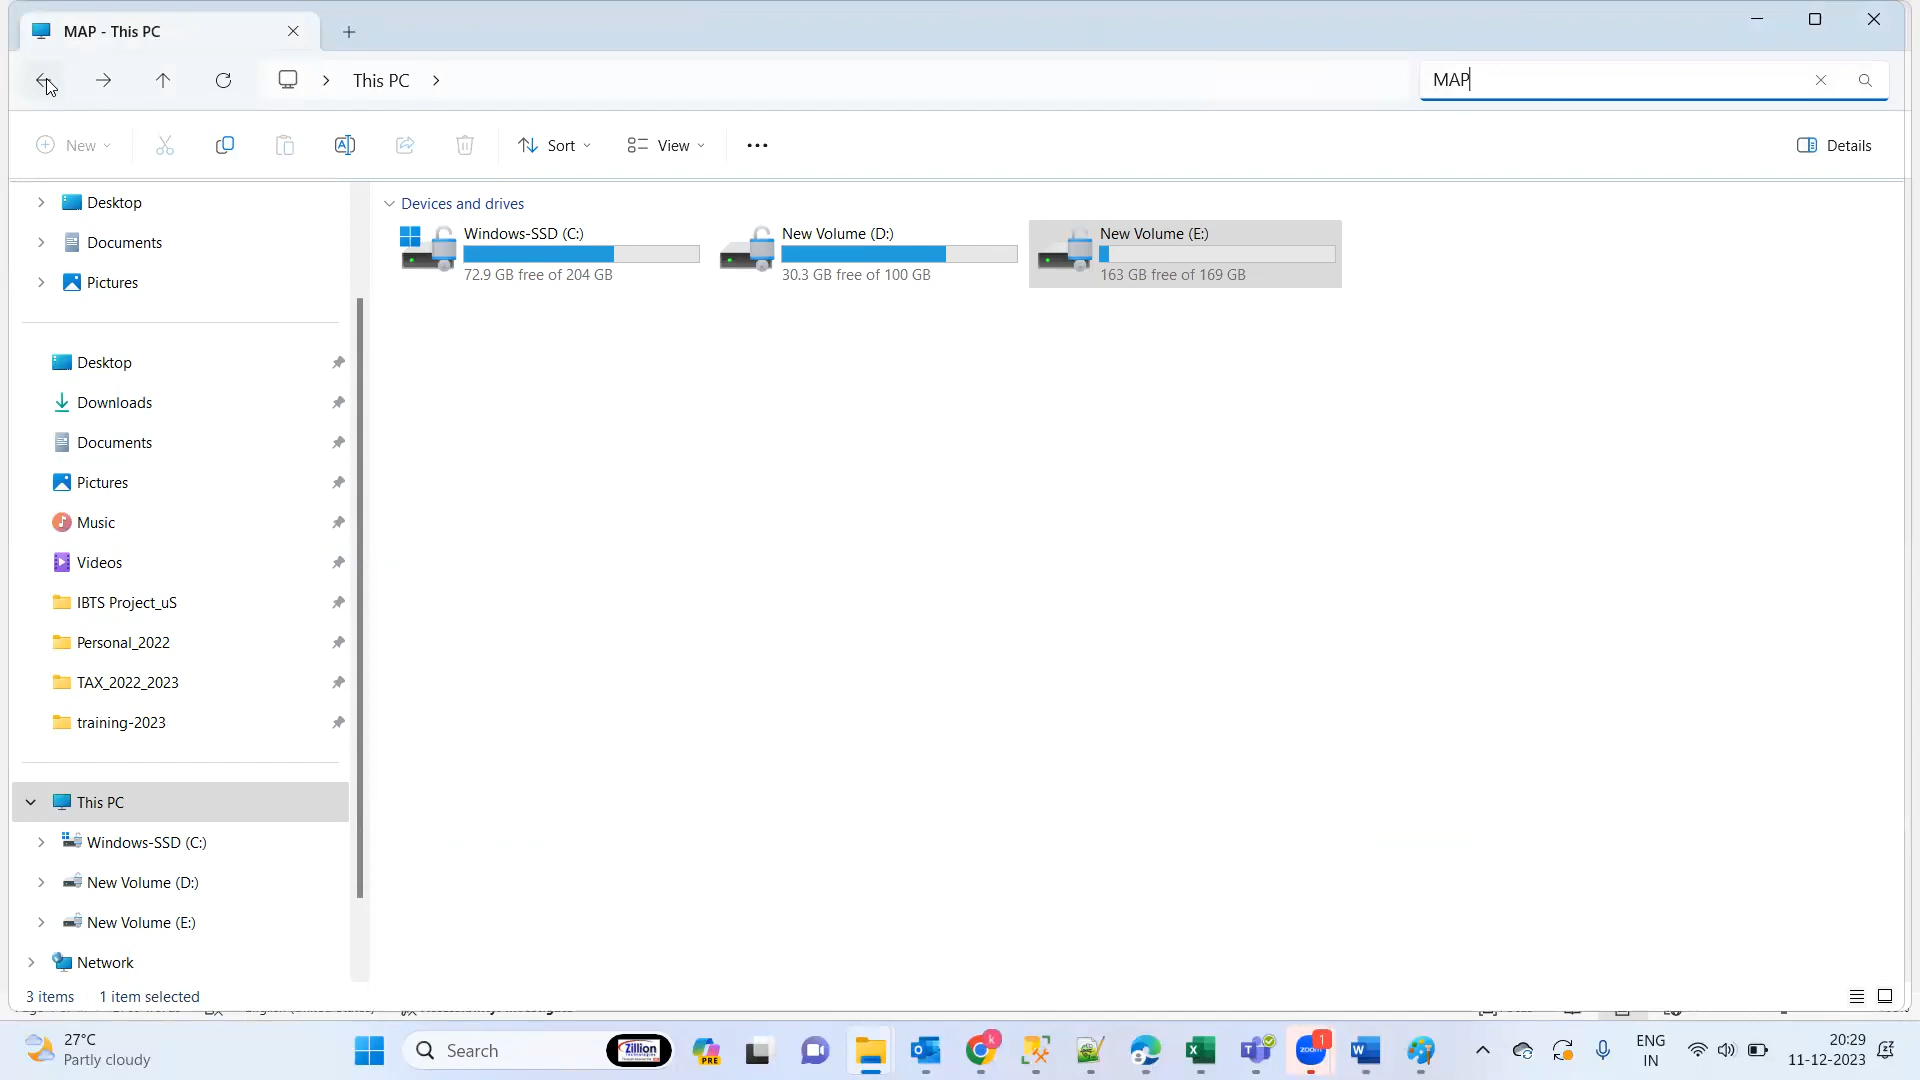 MAP - This PC
This PC
MAP
New
Sort
View
Details
Desktop
Documents
Pictures
Desktop
Downloads
Documents
Pictures
Music
Videos
IBTS Project_uS
Personal_2022
TAX_2022_2023
training-2023
This PC
Windows-SSD (C:)
New Volume (D:)
New Volume (E:)
Network
Devices and drives
Windows-SSD (C:)
72.9 GB free of 204 GB
New Volume (D:)
30.3 GB free of 100 GB
New Volume (E:)
163 GB free of 169 GB
3 items 1 item selected
27°C
Partly cloudy
Search
Zillion
PRE
k
zoom
1
ENG
IN
20:29
11-12-2023